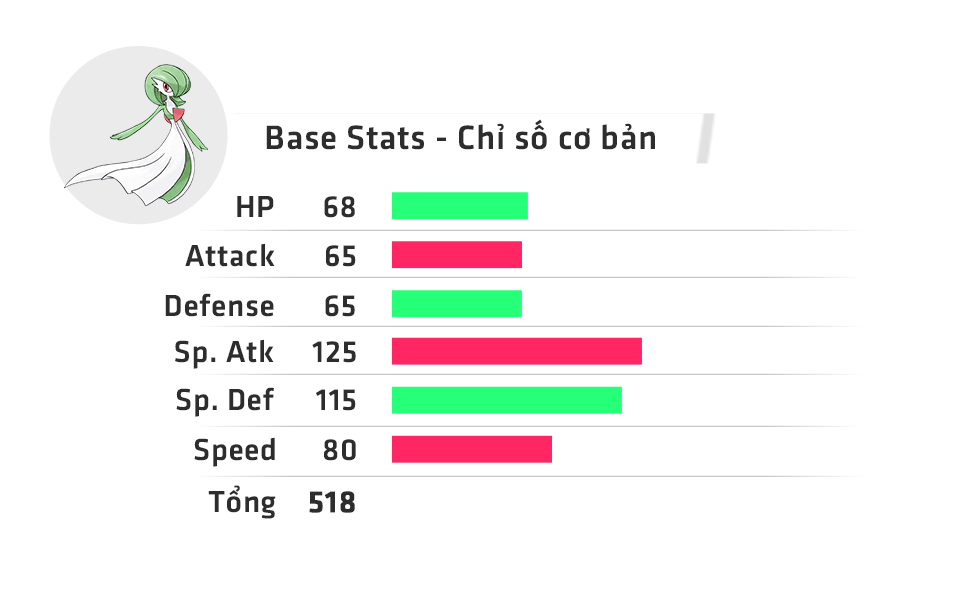 Base Stats - Chỉ số cơ bản
HP 68
Attack 65
Defense 65
Sp. Atk 125
Sp. Def 115
Speed 80
Tổng 518